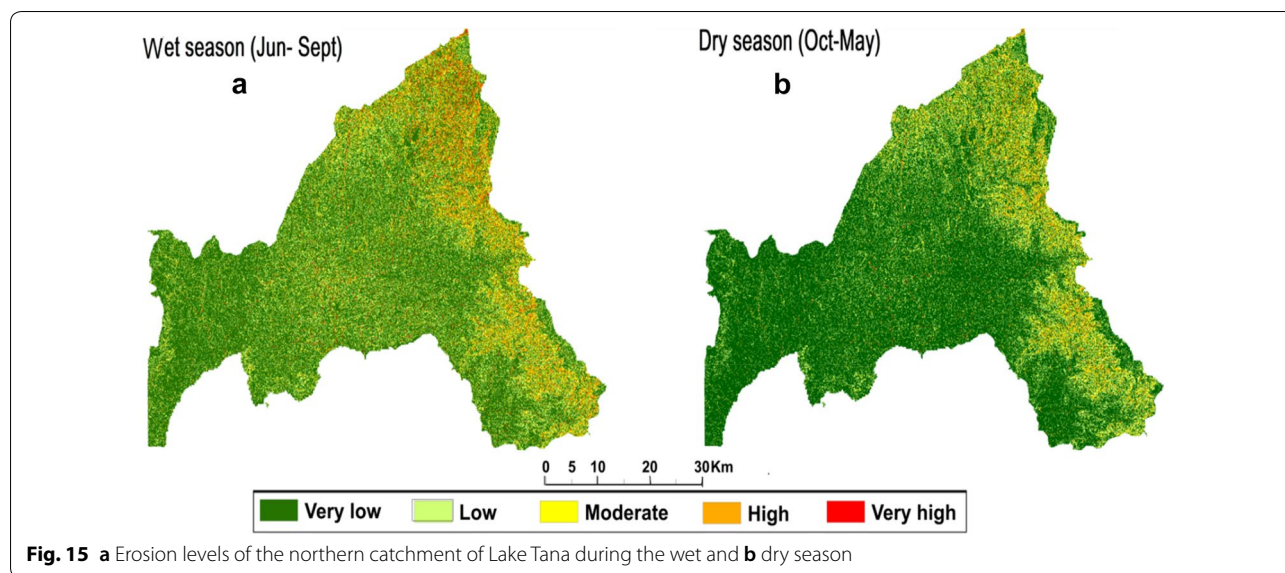 Wet season (Jun- Sept)
a
Dry season (Oct-May)
b
0 5 10 20 30Km
Very low Low Moderate High Very high
Fig. 15 a Erosion levels of the northern catchment of Lake Tana during the wet and b dry season